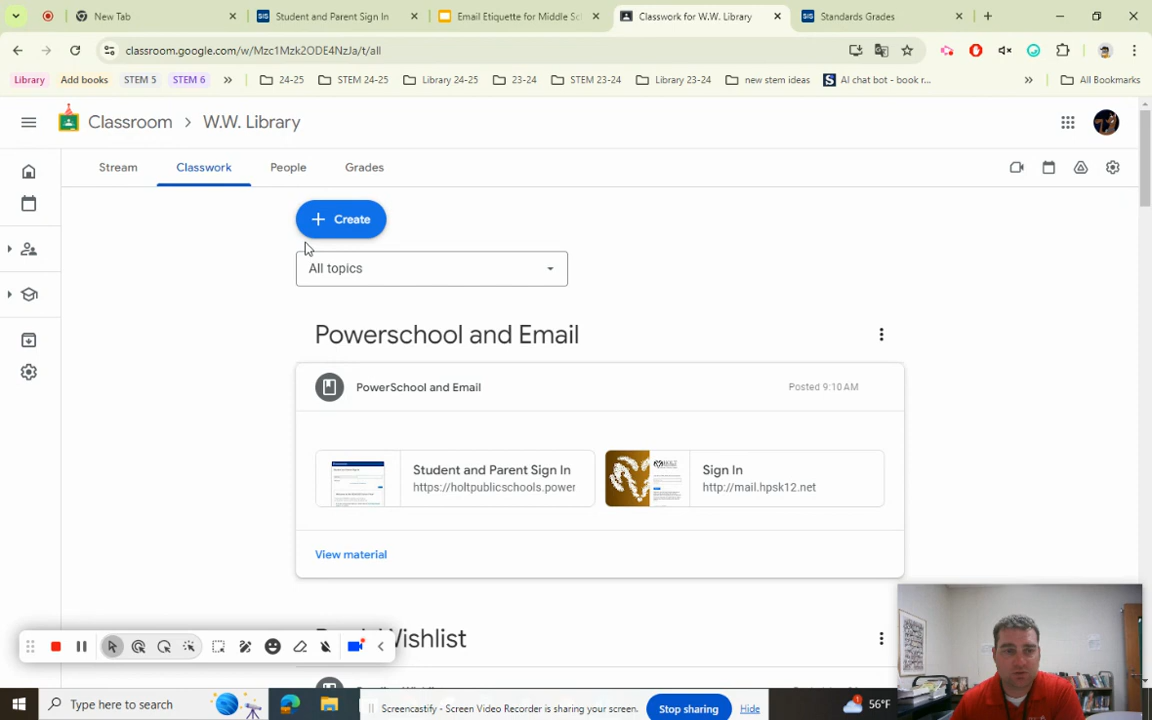 New Tab
Student and Parent Sign In
Email Etiquette for Middle Sc
Classwork for W.W. Library
Standards Grades
classroom.google.com/w/Mzc1Mzk2ODE4NzJa/t/all
Library
Add books
STEM 5
STEM 6
24-25
STEM 24-25
Library 24-25
23-24
STEM 23-24
Library 23-24
new stem ideas
AI chat bot - book r...
All Bookmarks
Classroom > W.W. Library
Stream
Classwork
People
Grades
+ Create
All topics
Powerschool and Email
PowerSchool and Email
Posted 9:10 AM
Student and Parent Sign In
https://holtpublicschools.power
Sign In
http://mail.hpsk12.net
View material
Wishlist
Type here to search
Screencastify - Screen Video Recorder is sharing your screen.
Stop sharing
Hide
56°F